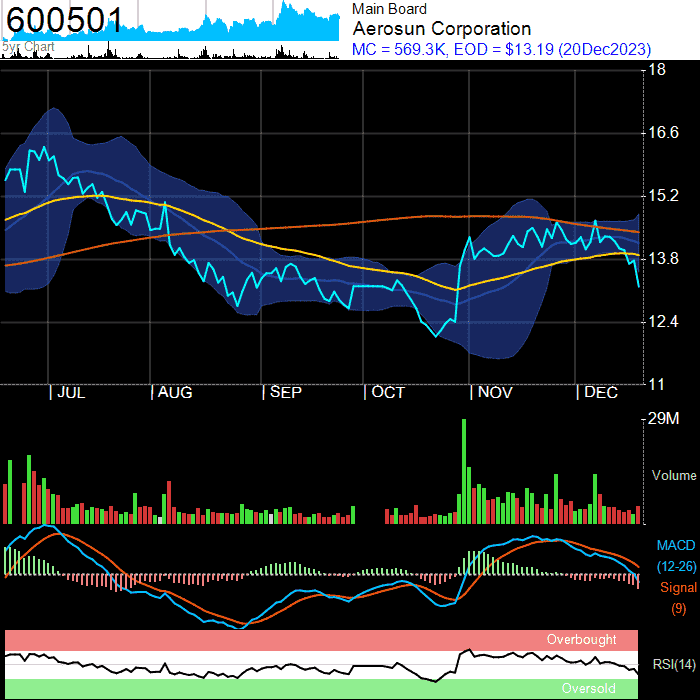 600501
5yr Chart
Main Board
Aerosun Corporation
MC = 569.3K, EOD = $13.19 (20Dec2023)
18
16.6
15.2
13.8
12.4
11
JUL AUG SEP OCT NOV DEC
29M
Volume
MACD
(12-26)
Signal
(9)
Overbought
RSI(14)
Oversold